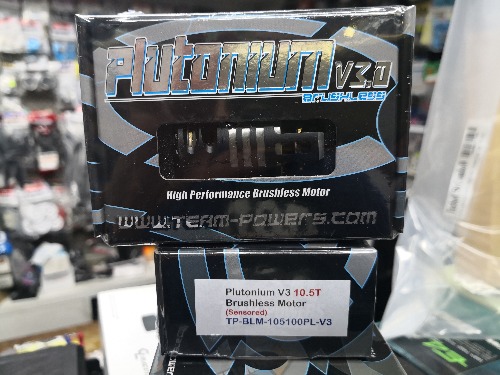 Plutonium V3.0
BRUSHLESS
High Performance Brushless Motor
WWW.TEAM-POWERS.COM
Plutonium V3 10.5T
Brushless Motor
(Sensored)
TP-BLM-105100PL-V3